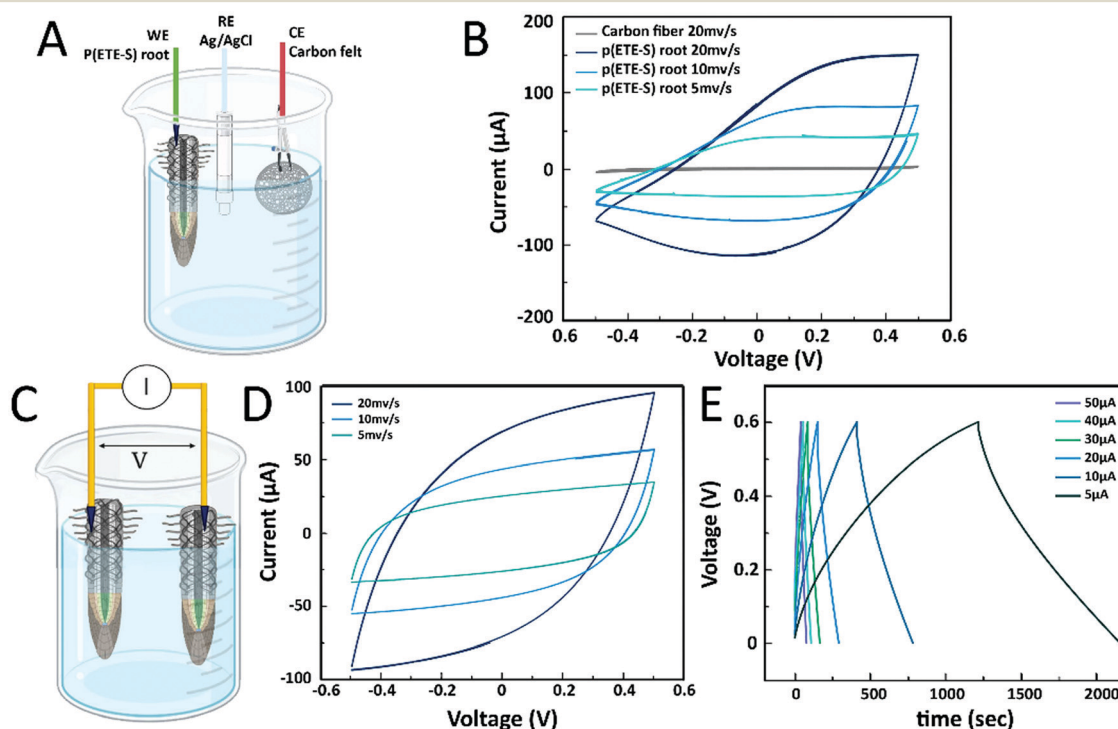 A
WE
P(ETE-S) root
RE
Ag/AgCl
CE
Carbon felt
B
Carbon fiber 20mv/s
p(ETE-S) root 20mv/s
p(ETE-S) root 10mv/s
p(ETE-S) root 5mv/s
200
100
0
-100
-200
Current (µA)
0.6 -0.4 -0.2 0 0.2 0.4 0.6
Voltage (V)
C
I
V
D
20mv/s
10mv/s
5mv/s
100
50
0
-50
-100
Current (µA)
-0.6 -0.4 -0.2 0 0.2 0.4 0.6
Voltage (V)
E
50µA
40µA
30µA
20µA
10µA
5µA
0.6
0.4
0.2
0
Voltage (V)
0 500 1000 1500 2000
time (sec)